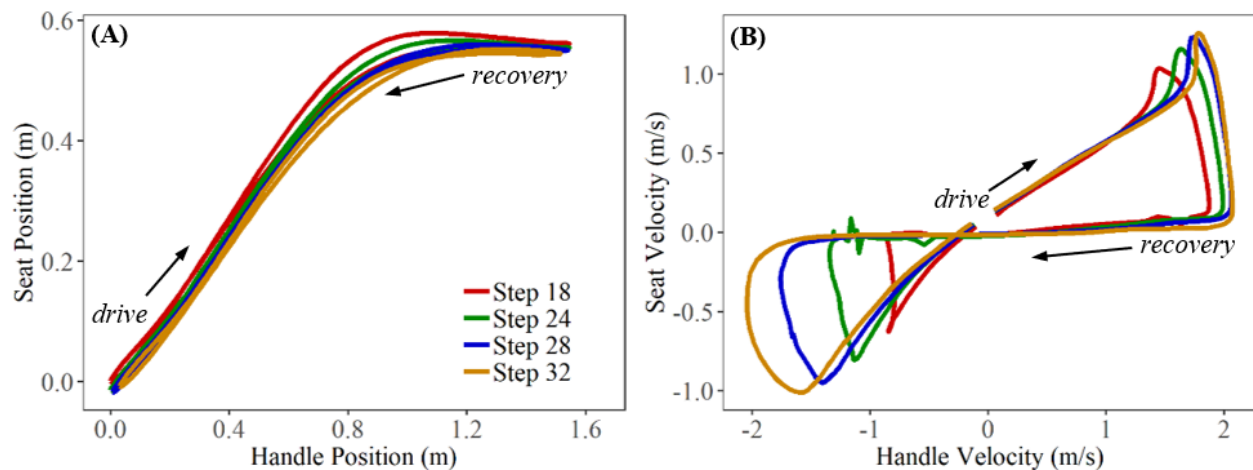 (A)
0.6
0.4
0.2
0.0
Seat Position (m)
recovery
drive
Step 18
Step 24
Step 28
Step 32
0.0 0.4 0.8 1.2 1.6
Handle Position (m)
(B)
1.0
0.5
0.0
-0.5
-1.0
Seat Velocity (m/s)
drive
recovery
-2 -1 0 1 2
Handle Velocity (m/s)